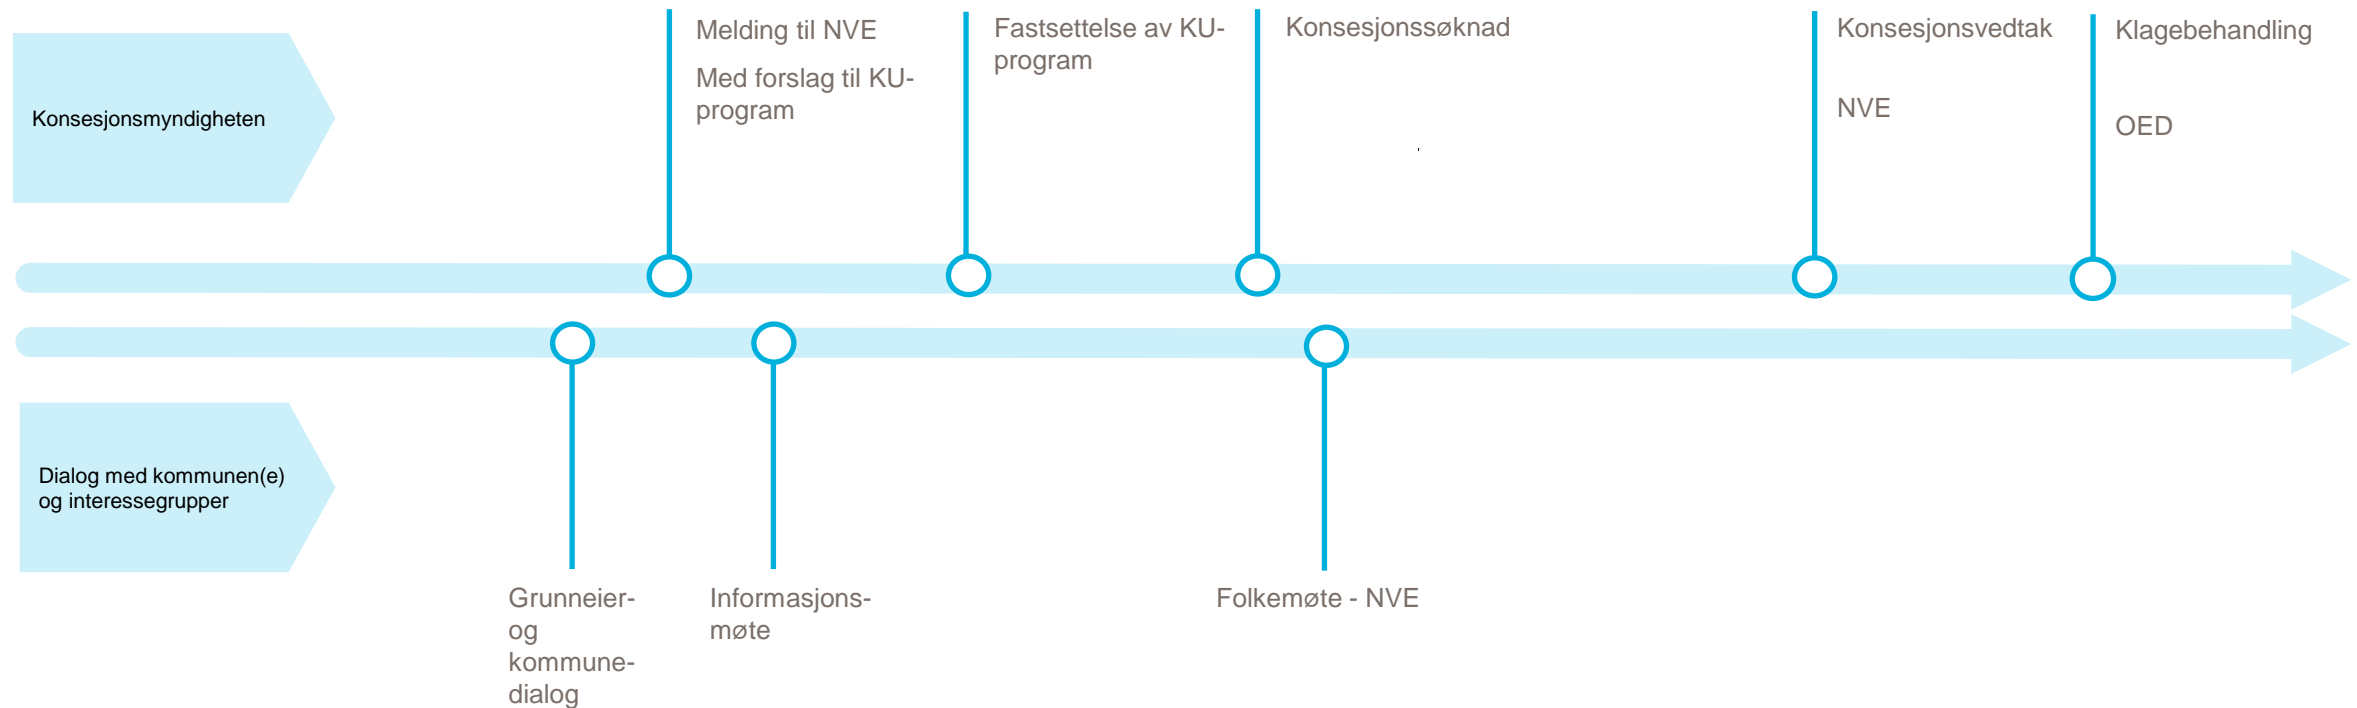 Konsesjonsmyndigheten
Melding til NVE
Med forslag til KU-
program
Fastsettelse av KU-
program
Konsesjonssøknad
Konsesjonsvedtak
NVE
Klagebehandling
OED
Dialog med kommunen(e)
og interessegrupper
Grunneier-
og
kommune-
dialog
Informasjons-
møte
Folkemøte - NVE